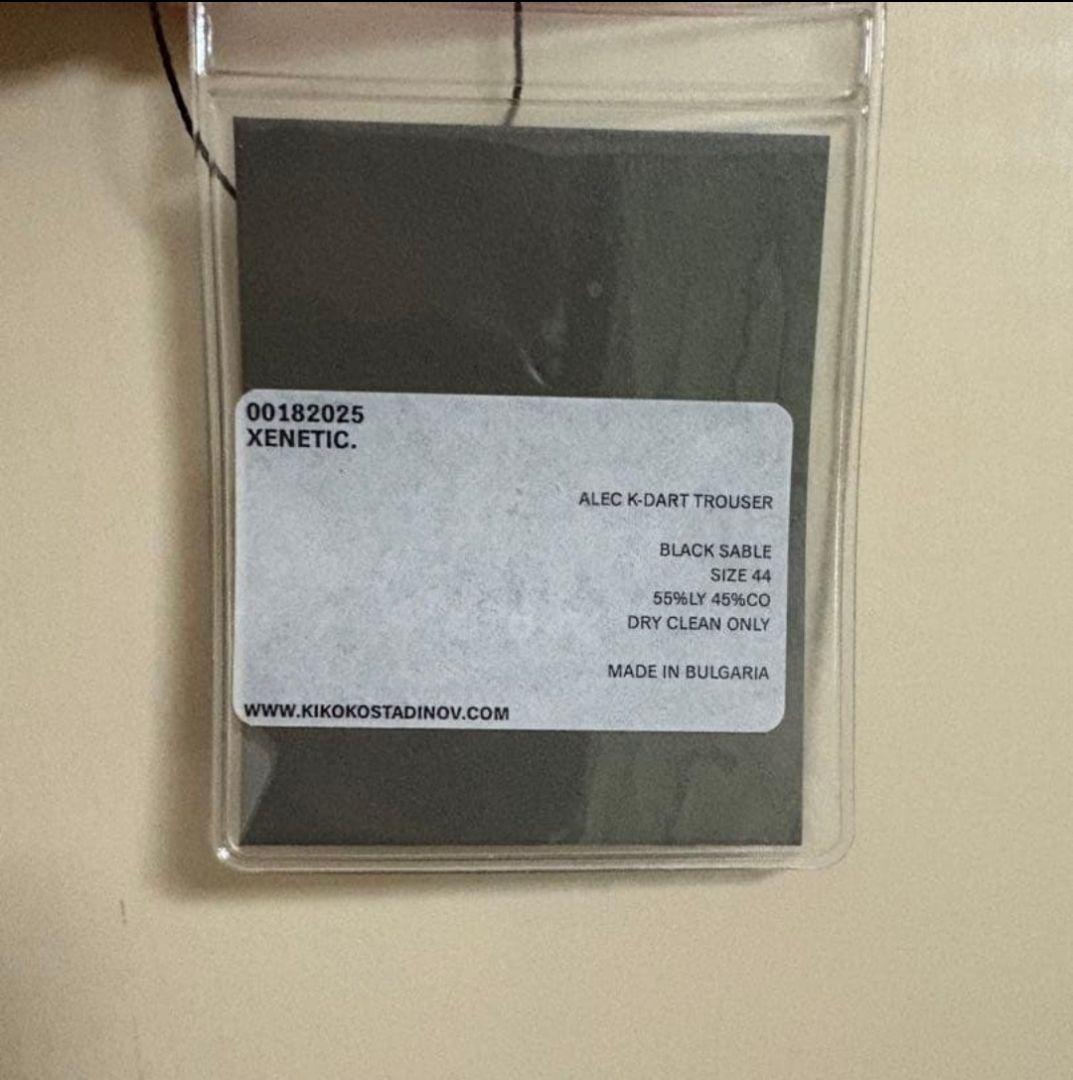 00182025
XENETIC.
ALEC K-DART TROUSER
BLACK SABLE
SIZE 44
55%LY 45%CO
DRY CLEAN ONLY
MADE IN BULGARIA
WWW.KIKOKOSTADINOV.COM